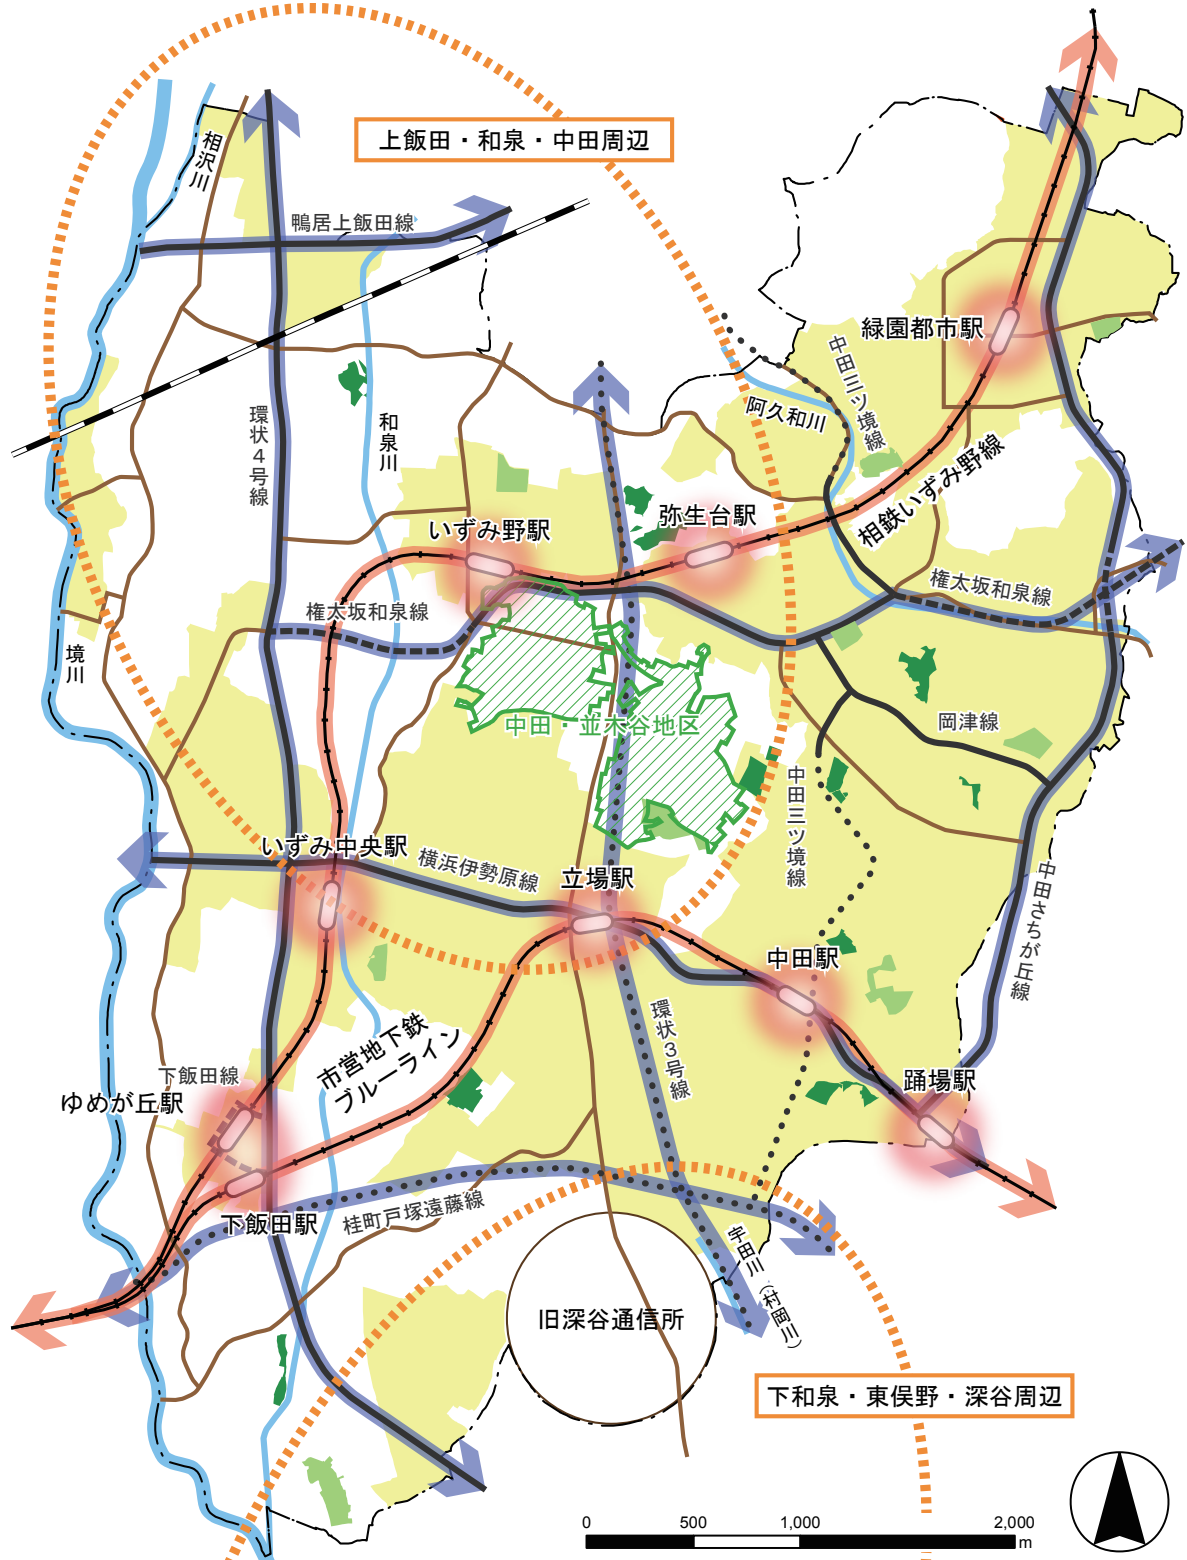 上飯田・和泉・中田周辺
相沢川
鴨居上飯田線
緑園都市駅
中田三ツ境線
阿久和川
環状4号線
和泉川
相鉄いずみ野線
弥生台駅
いずみ野駅
権太坂和泉線
権太坂和泉線
境川
中田・並木谷地区
岡津線
中田三ツ境線
いずみ中央駅
横浜伊勢原線
立場駅
中田さちが丘線
中田駅
環状3号線
市営地下鉄
ブルーライン
下飯田線
ゆめが丘駅
踊場駅
下飯田駅
桂町戸塚遠藤線
宇田川(村岡川)
旧深谷通信所
下和泉・東俣野・深谷周辺
0 500 1,000 2,000
m